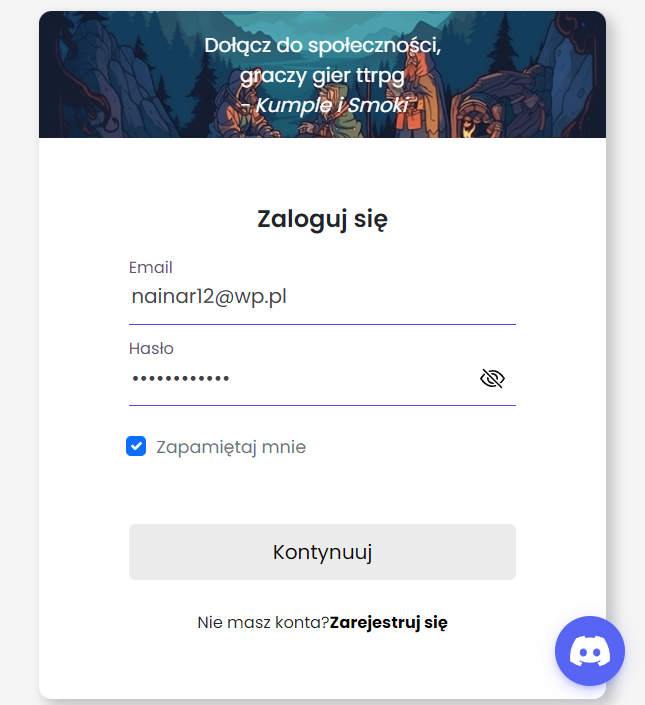 Dołącz do społeczności,
graczy gier ttrpg
- Kumple i Smoki
Zaloguj się
Email
nainar12@wp.pl
Hasło
••••••••••••
Zapamiętaj mnie
Kontynuuj
Nie masz konta?Zarejestruj się